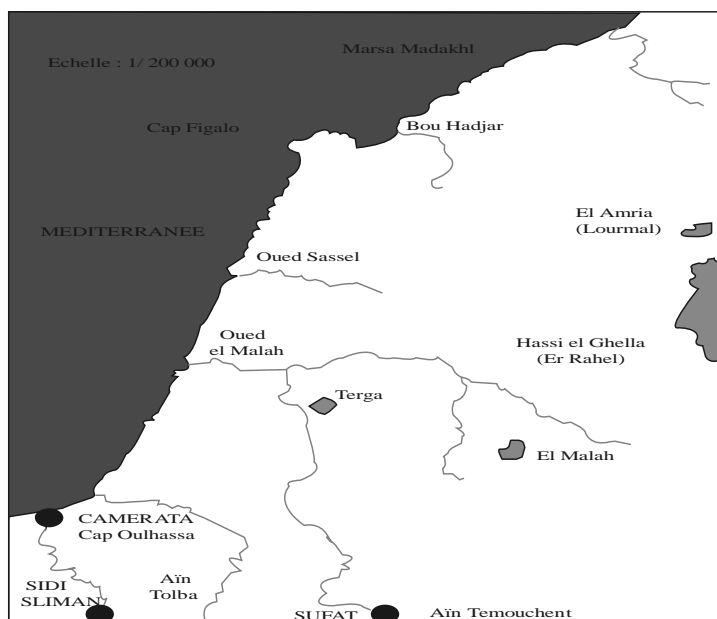 Marsa Madakhl
Echelle : 1/ 200 000
Cap Figalo
Bou Hadjar
El Amria
(Lourmal)
MEDITERRANEE
Oued Sassel
Oued
el Malah
Hassi el Ghella
(Er Rahel)
Terga
El Malah
CAMERATA
Cap Oulhassa
SIDI
SLIMAN
Aïn
Tolba
SUFAT
Aïn Temouchent